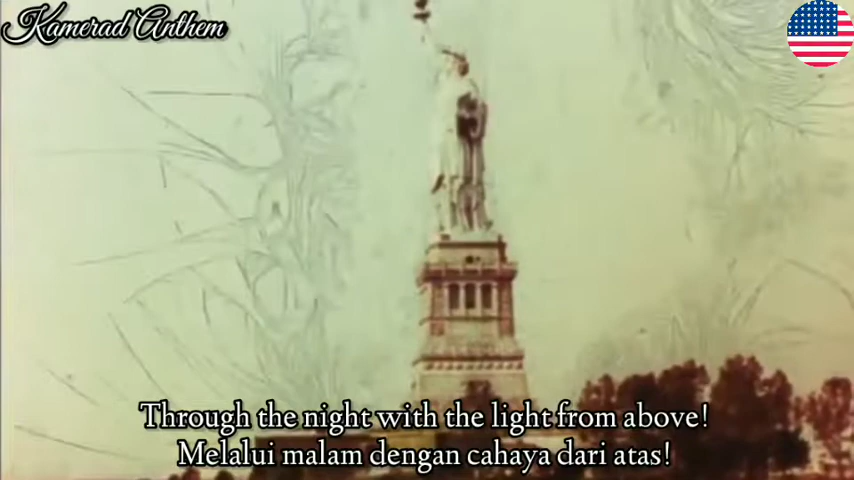 Kamerad Anthem
Through the night with the light from above!
Melalui malam dengan cahaya dari atas!